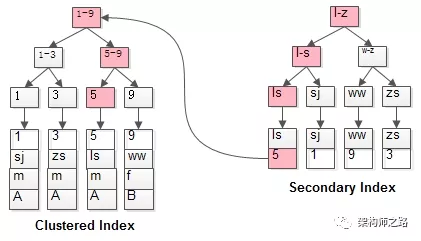 1-9
1-3 5-9
1 3 5 9
1 3 5 9
sj zs ls ww
m m m f
A A A B
Clustered Index
l-z
l-s w-z
ls sj ww zs
ls sj ww zs
5 1 9 3
Secondary Index
架构师之路